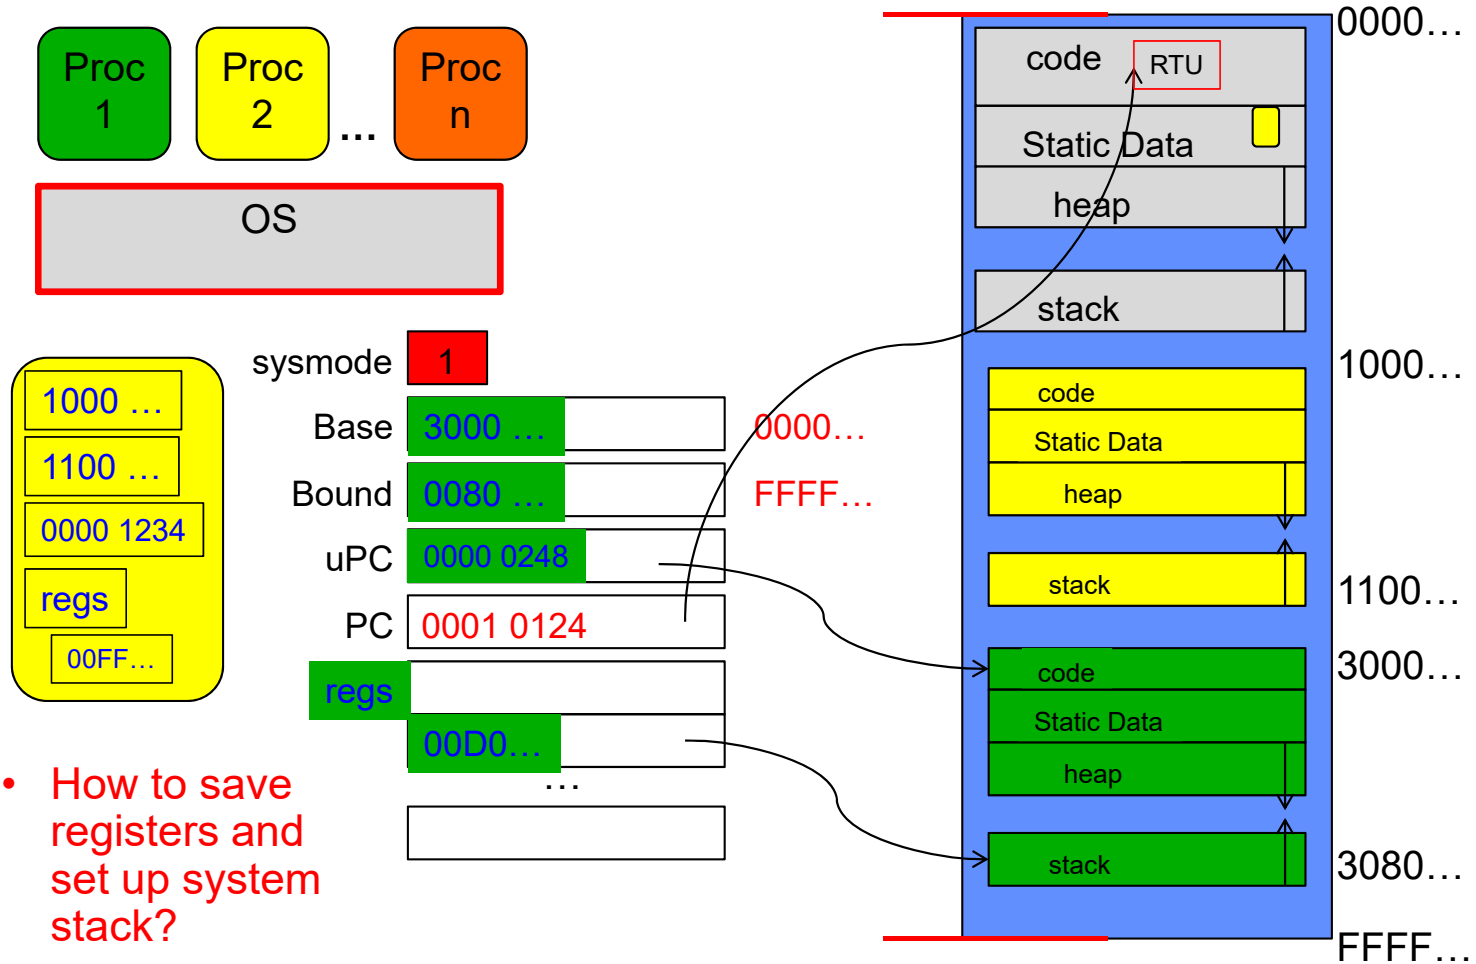 Proc
1
Proc
2
...
Proc
n
OS
1000 ...
1100 ...
0000 1234
regs
00FF...
sysmode 1
Base 3000 ... 0000...
Bound 0080 ... FFFF...
uPC 0000 0248
PC 0001 0124
regs
00D0...
...
• How to save
registers and
set up system
stack?
0000...
code RTU
Static Data
heap
stack
1000...
code
Static Data
heap
stack
1100...
3000...
code
Static Data
heap
stack
3080...
FFFF...